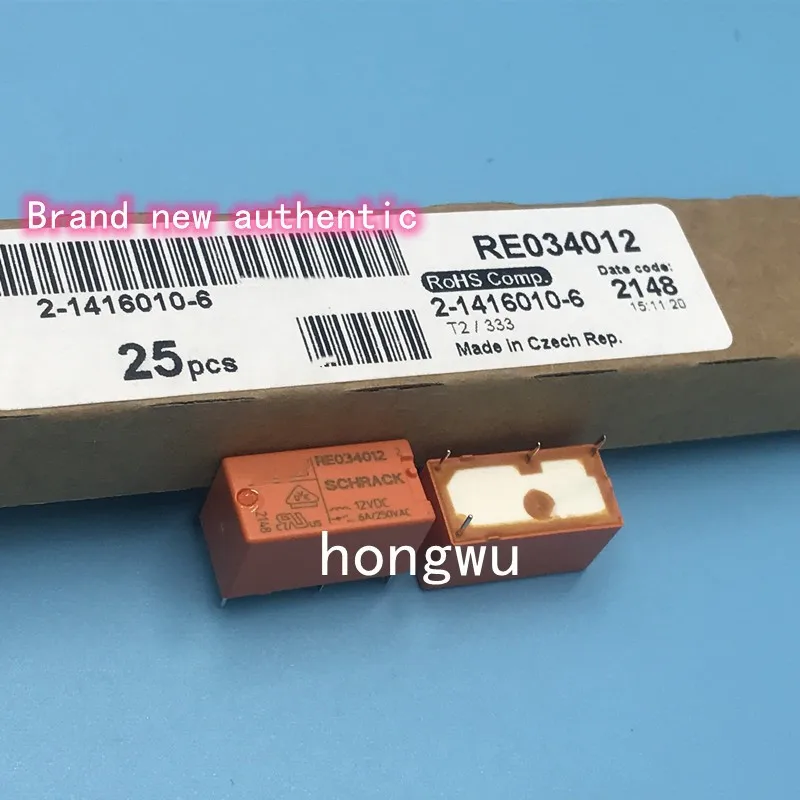 Brand new authentic
RE034012
RoHS Comp.
Date code:
2-1416010-6
2-1416010-6
2148
15:11:20
T2 / 333
25pcs
Made in Czech Rep.
RE034012
SCHRACK
12VDC
6A/250VAC
2148
hongwu